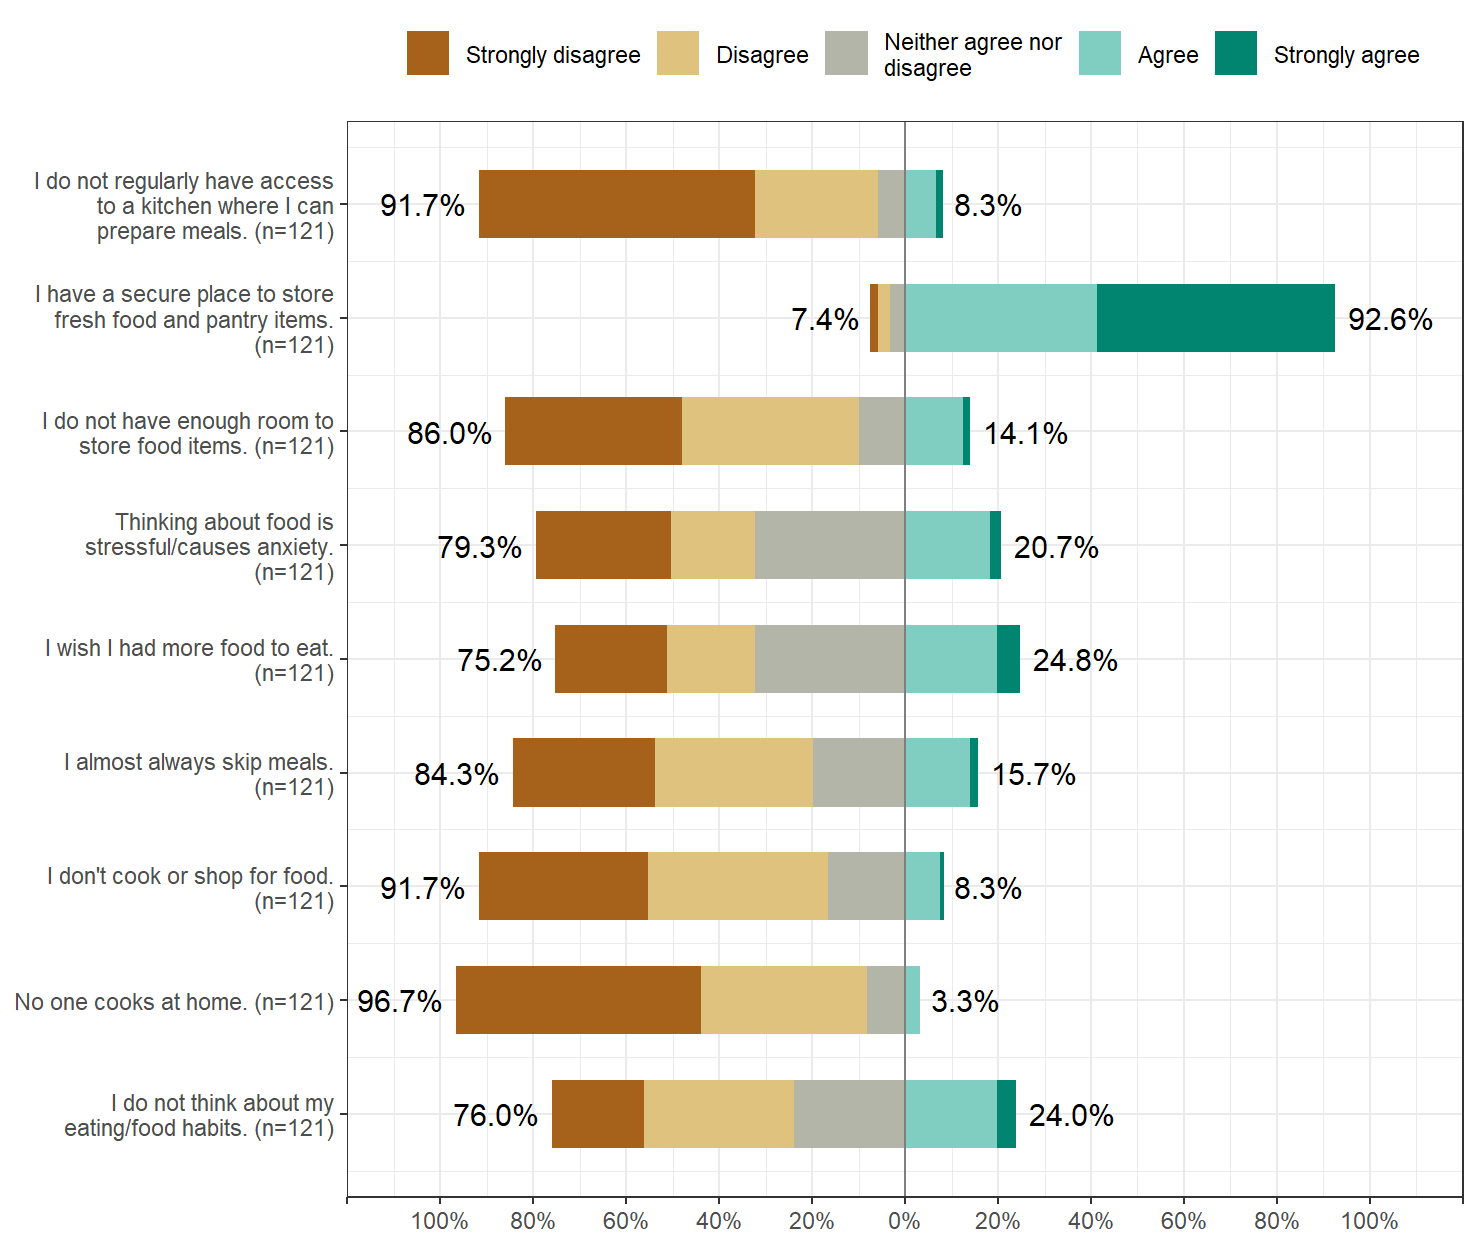 Strongly disagree
Disagree
Neither agree nor
disagree
Agree
Strongly agree
I do not regularly have access
to a kitchen where I can
prepare meals. (n=121)
91.7%
8.3%
I have a secure place to store
fresh food and pantry items.
(n=121)
7.4%
92.6%
I do not have enough room to
store food items. (n=121)
86.0%
14.1%
Thinking about food is
stressful/causes anxiety.
(n=121)
79.3%
20.7%
I wish I had more food to eat.
(n=121)
75.2%
24.8%
I almost always skip meals.
(n=121)
84.3%
15.7%
I don't cook or shop for food.
(n=121)
91.7%
8.3%
No one cooks at home. (n=121)
96.7%
3.3%
I do not think about my
eating/food habits. (n=121)
76.0%
24.0%
100% 80% 60% 40% 20% 0% 20% 40% 60% 80% 100%